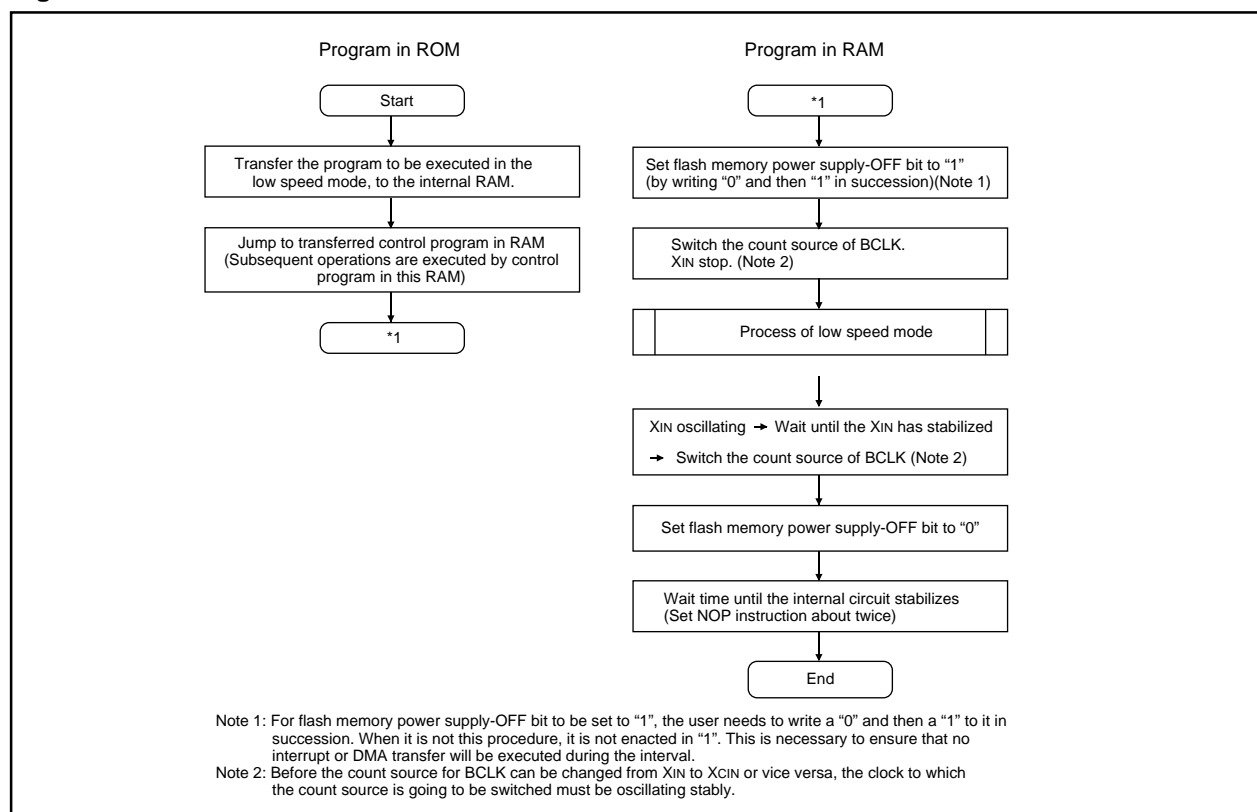 Program in ROM
Start
Transfer the program to be executed in the
low speed mode, to the internal RAM.
Jump to transferred control program in RAM
(Subsequent operations are executed by control
program in this RAM)
*1
Program in RAM
*1
Set flash memory power supply-OFF bit to “1”
(by writing “0” and then “1” in succession)(Note 1)
Switch the count source of BCLK.
XIN stop. (Note 2)
Process of low speed mode
XIN oscillating → Wait until the XIN has stabilized
→ Switch the count source of BCLK (Note 2)
Set flash memory power supply-OFF bit to “0”
Wait time until the internal circuit stabilizes
(Set NOP instruction about twice)
End
Note 1: For flash memory power supply-OFF bit to be set to “1”, the user needs to write a “0” and then a “1” to it in
succession. When it is not this procedure, it is not enacted in “1”. This is necessary to ensure that no
interrupt or DMA transfer will be executed during the interval.
Note 2: Before the count source for BCLK can be changed from XIN to XCIN or vice versa, the clock to which
the count source is going to be switched must be oscillating stably.